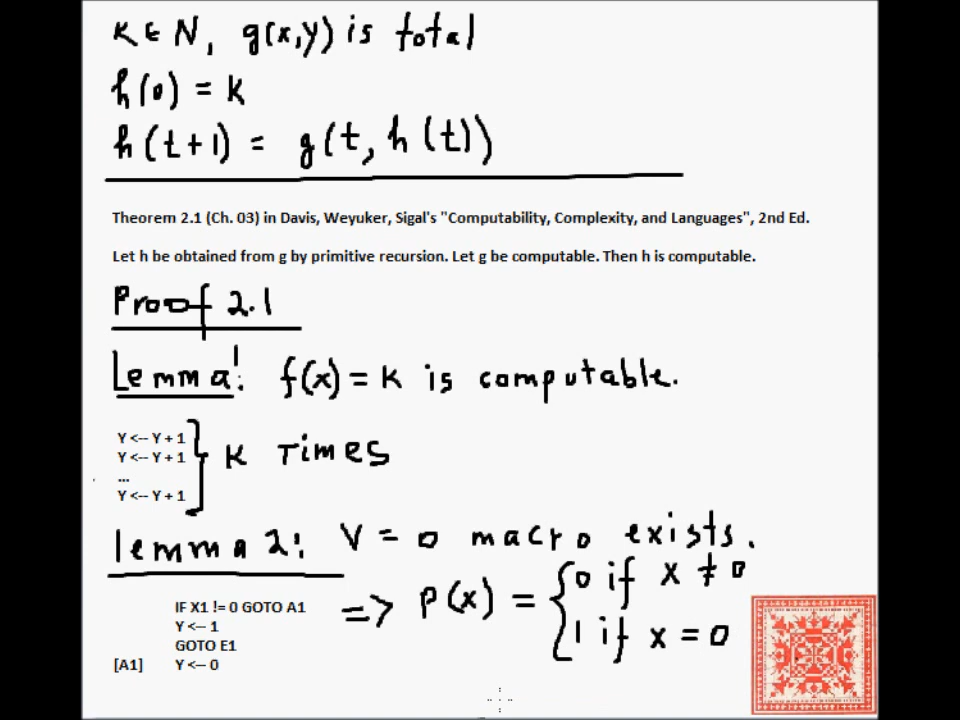 K ∈ N, g(x,y) is total
h(0) = K
h(t+1) = g(t, h(t))
Theorem 2.1 (Ch. 03) in Davis, Weyuker, Sigal's "Computability, Complexity, and Languages", 2nd Ed.
Let h be obtained from g by primitive recursion. Let g be computable. Then h is computable.
Proof 2.1
Lemma 1: f(x) = K is computable.
Y <-- Y + 1
Y <-- Y + 1
...
Y <-- Y + 1
K Times
lemma 2: V = 0 macro exists.
IF X1 != 0 GOTO A1
Y <-- 1
GOTO E1
[A1] Y <-- 0
=> P(x) = { 0 if x ≠ 0
1 if x = 0